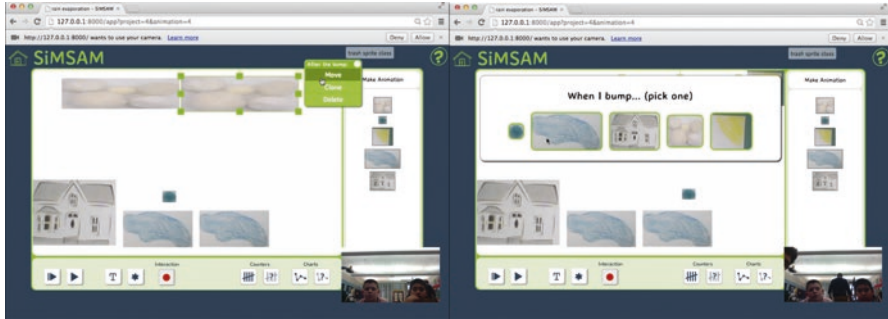 rain evaporation – SiMSAM
127.0.0.1:8000/app?project=4&animation=4
http://127.0.0.1:8000/ wants to use your camera. Learn more
Deny
Allow
SiMSAM
trash sprite class
?
After the bump:
Move
Clone
Delete
Make Animation
Interaction
Counters
Charts
T
rain evaporation – SiMSAM
127.0.0.1:8000/app?project=4&animation=4
http://127.0.0.1:8000/ wants to use your camera. Learn more
Deny
Allow
SiMSAM
trash sprite class
?
When I bump... (pick one)
Make Animation
Interaction
Counters
Charts
T